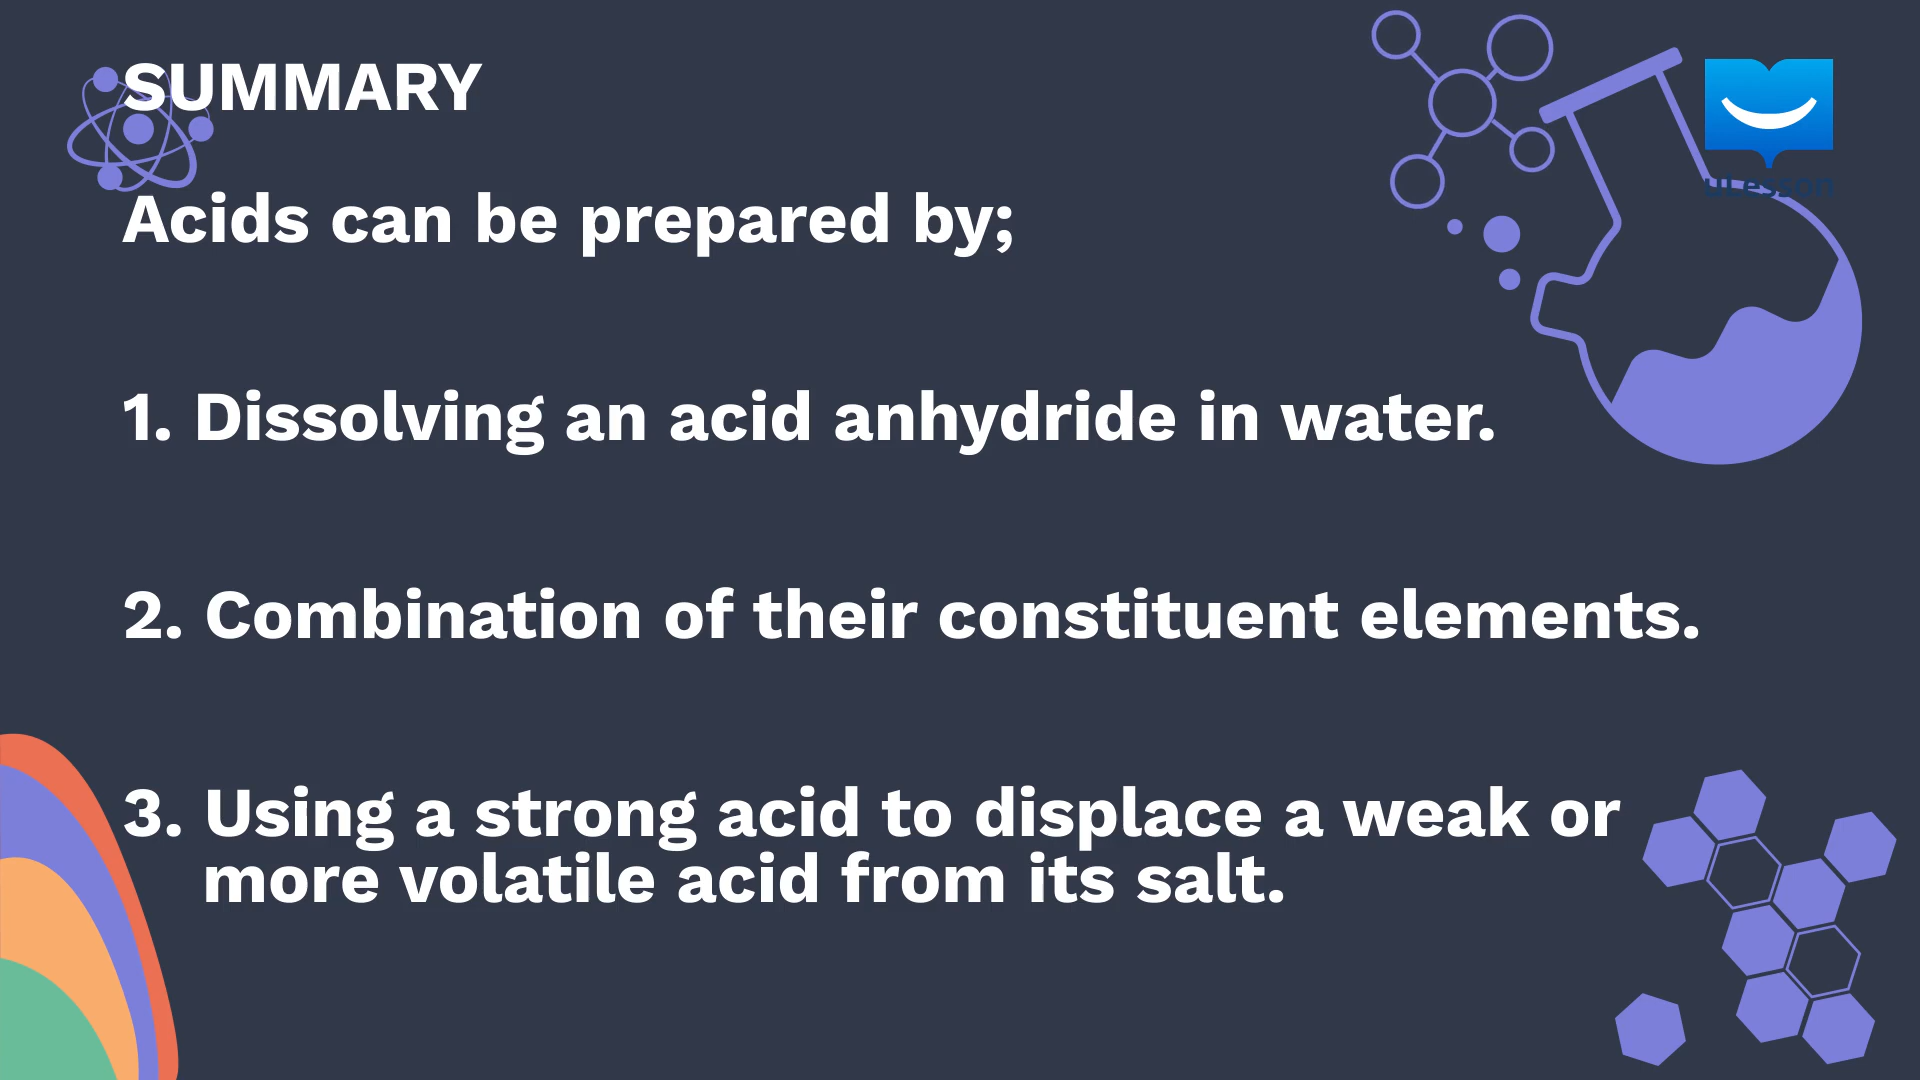 SUMMARY
uLesson
Acids can be prepared by;
1. Dissolving an acid anhydride in water.
2. Combination of their constituent elements.
3. Using a strong acid to displace a weak or
more volatile acid from its salt.